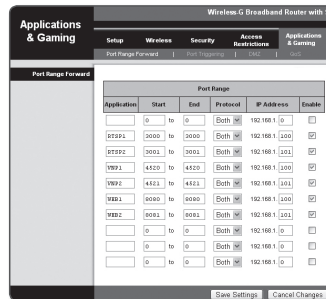 Wireless-G Broadband Router with
Applications & Gaming
Setup Wireless Security Access Restrictions Applications & Gaming
Port Range Forward | Port Triggering | DMZ | QoS
Port Range Forward
Port Range
Application Start End Protocol IP Address Enable
0 to 0 Both 192.168.1. 0
RTSP1 3000 to 3000 Both 192.168.1. 100
RTSP2 3001 to 3001 Both 192.168.1. 101
VNP1 4520 to 4520 Both 192.168.1. 100
VNP2 4521 to 4521 Both 192.168.1. 101
WEB1 8080 to 8080 Both 192.168.1. 100
WEB2 8081 to 8081 Both 192.168.1. 101
0 to 0 Both 192.168.1. 0
0 to 0 Both 192.168.1. 0
0 to 0 Both 192.168.1. 0
Save Settings Cancel Changes